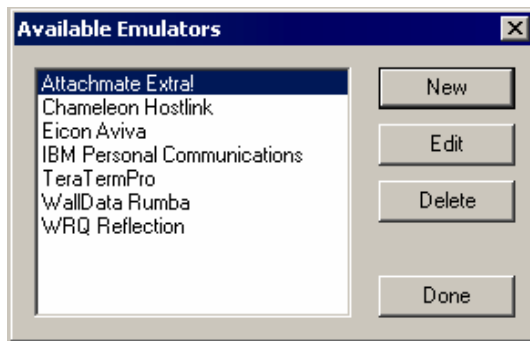 Available Emulators
Attachmate Extra!
Chameleon Hostlink
Eicon Aviva
IBM Personal Communications
TeraTermPro
WallData Rumba
WRQ Reflection
New
Edit
Delete
Done